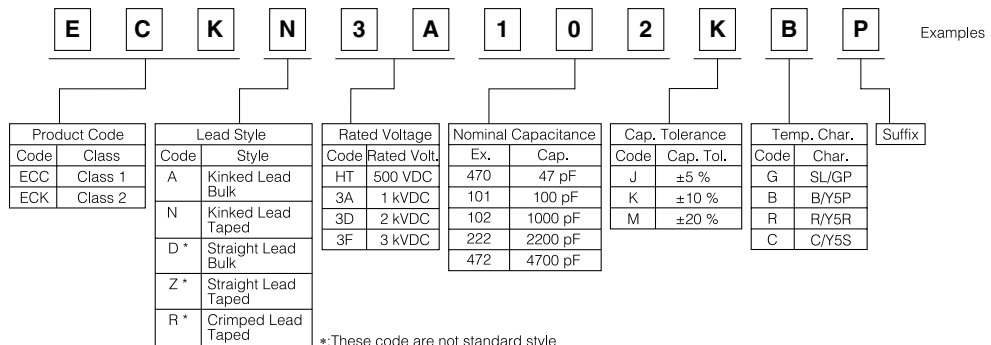 E C K N 3 A 1 0 2 K B P Examples
Product Code
Code Class
ECC Class 1
ECK Class 2
Lead Style
Code Style
A Kinked Lead
Bulk
N Kinked Lead
Taped
D * Straight Lead
Bulk
Z * Straight Lead
Taped
R * Crimped Lead
Taped
Rated Voltage
Code Rated Volt.
HT 500 VDC
3A 1 kVDC
3D 2 kVDC
3F 3 kVDC
Nominal Capacitance
Ex. Cap.
470 47 pF
101 100 pF
102 1000 pF
222 2200 pF
472 4700 pF
Cap. Tolerance
Code Cap. Tol.
J ±5 %
K ±10 %
M ±20 %
Temp. Char.
Code Char.
G SL/GP
B B/Y5P
R R/Y5R
C C/Y5S
Suffix
*:These code are not standard style